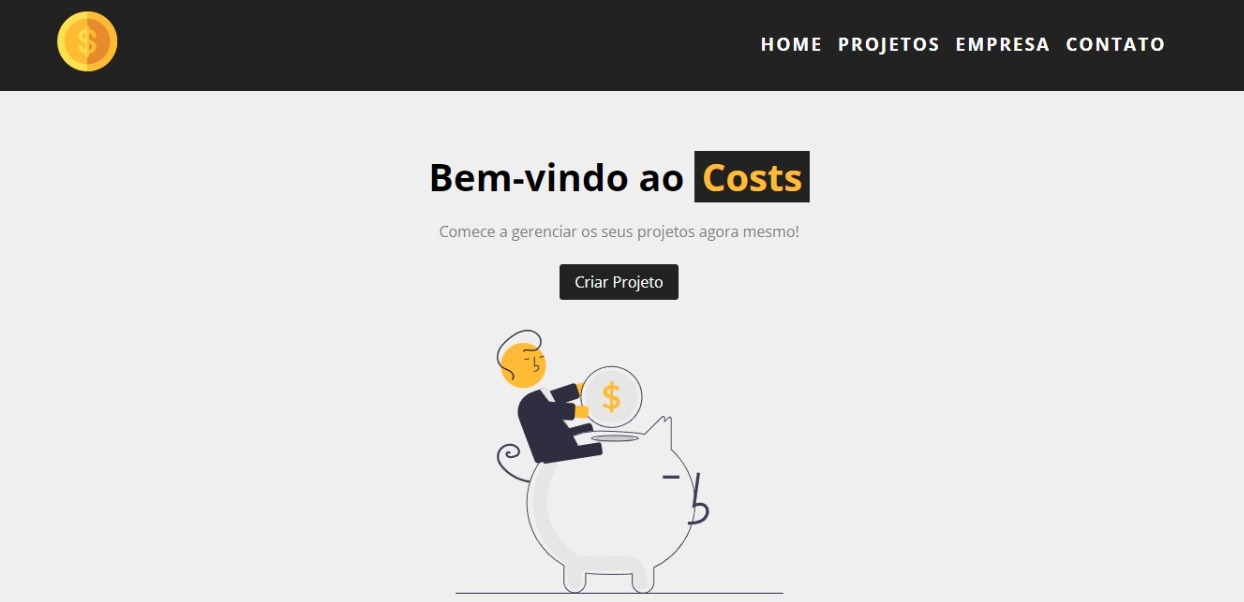 $
HOME PROJETOS EMPRESA CONTATO
Bem-vindo ao Costs
Comece a gerenciar os seus projetos agora mesmo!
Criar Projeto
$